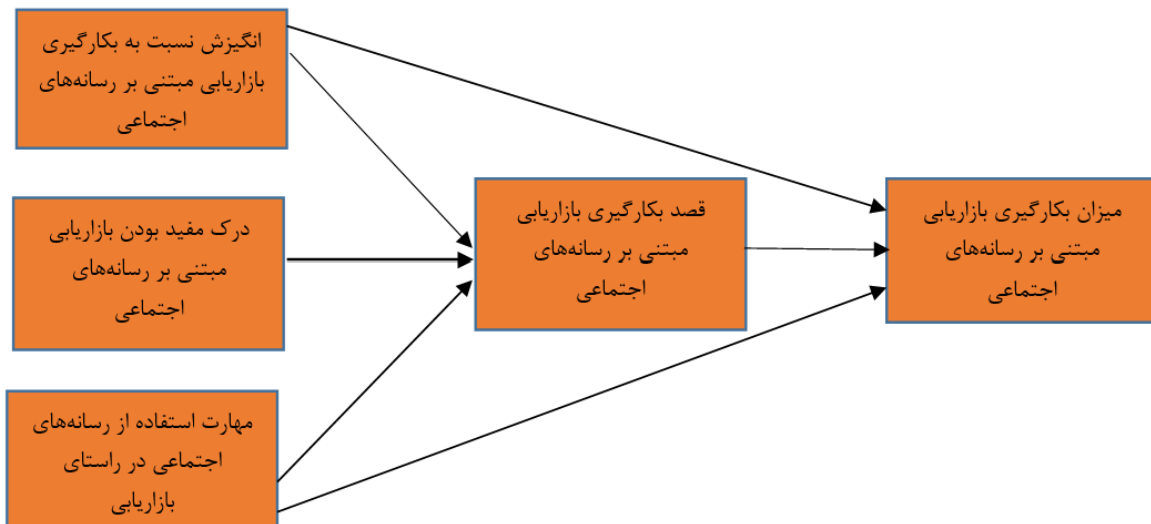 انگیزش نسبت به بکارگیری
بازاریابی مبتنی بر رسانه‌های
اجتماعی
درک مفید بودن بازاریابی
مبتنی بر رسانه‌های
اجتماعی
مهارت استفاده از رسانه‌های
اجتماعی در راستای
بازاریابی
قصد بکارگیری بازاریابی
مبتنی بر رسانه‌های
اجتماعی
میزان بکارگیری بازاریابی
مبتنی بر رسانه‌های
اجتماعی